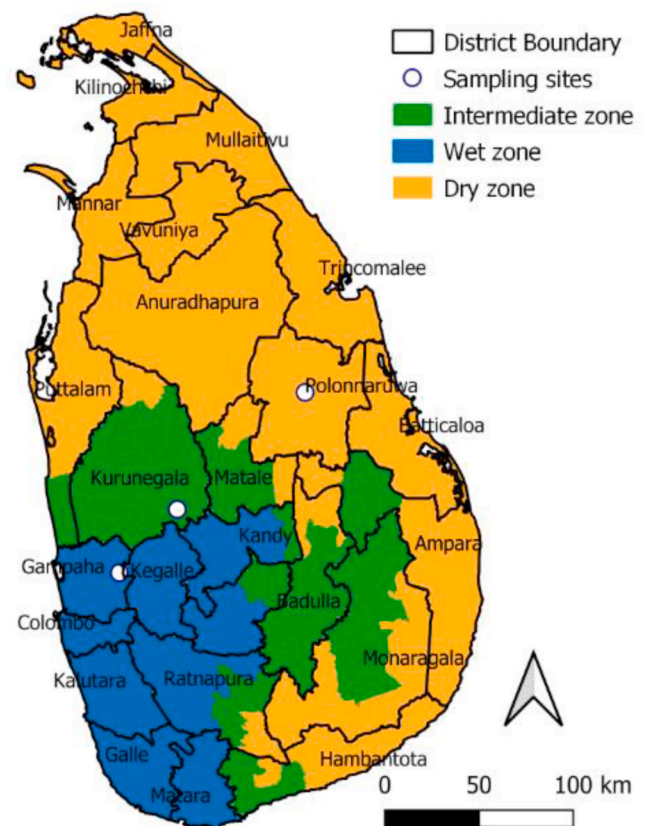 Jaffna
District Boundary
Sampling sites
Kilinochchi
Intermediate zone
Mullaitivu
Wet zone
Dry zone
Mannar
Vavuniya
Trincomalee
Anuradhapura
Puttalam
Polonnaruwa
Batticaloa
Kurunegala
Matale
Kandy
Ampara
Gampaha
Kegalle
Badulla
Colombo
Monaragala
Kalutara
Ratnapura
Galle
Hambantota
Matara
0 50 100 km